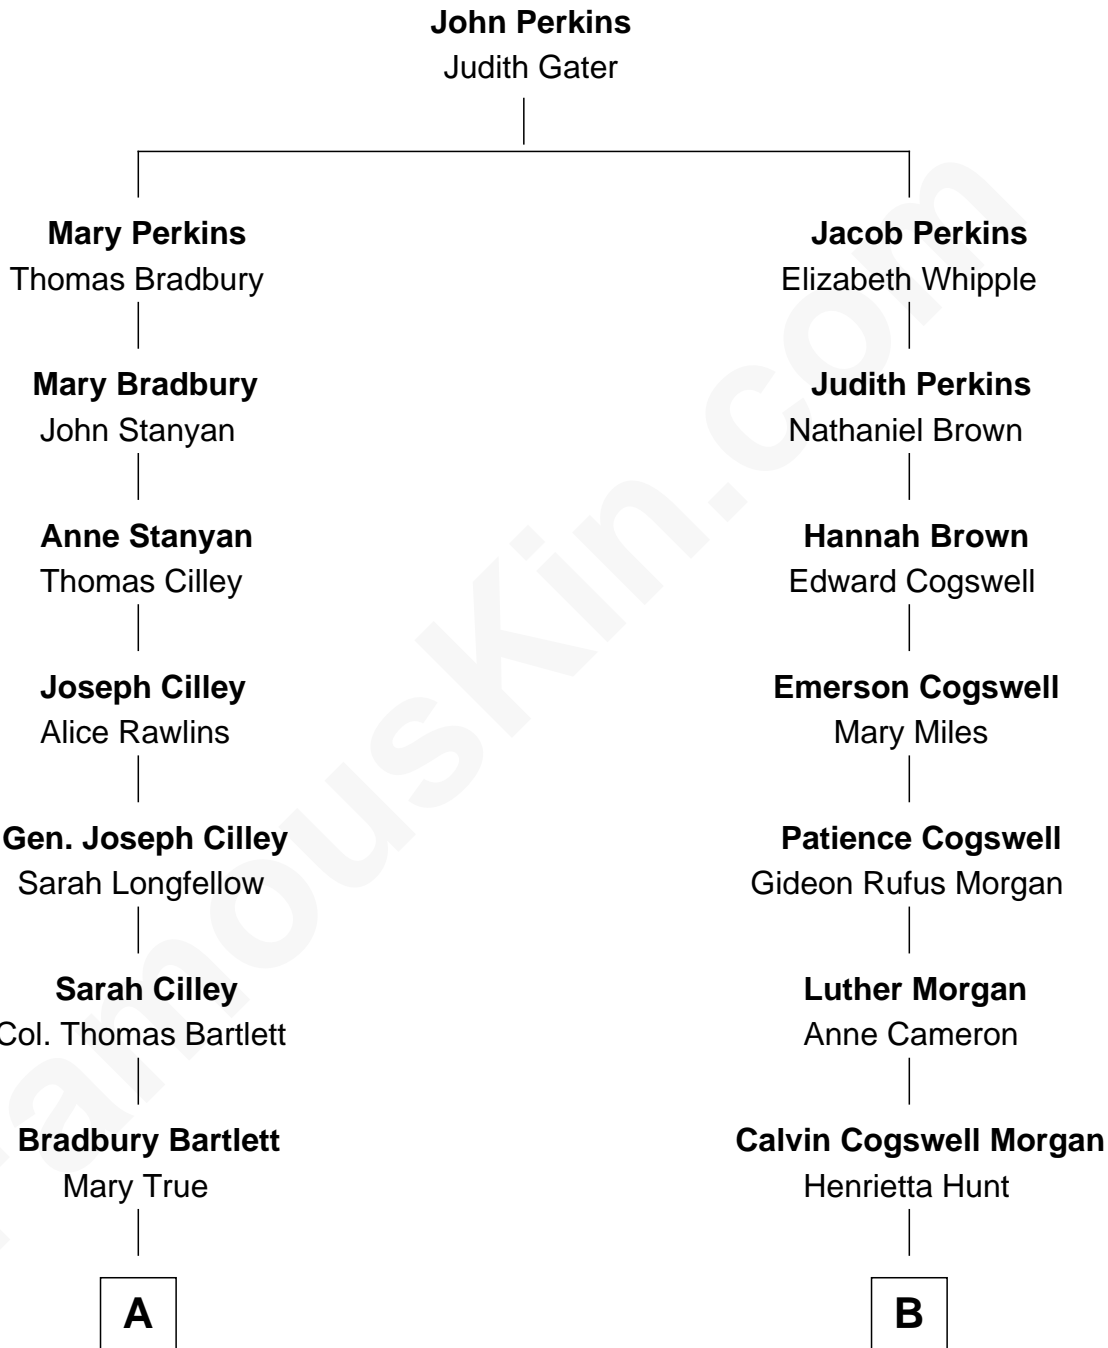 John Perkins
Judith Gater
Mary Perkins
Thomas Bradbury
Jacob Perkins
Elizabeth Whipple
Mary Bradbury
John Stanyan
Judith Perkins
Nathaniel Brown
Anne Stanyan
Thomas Cilley
Hannah Brown
Edward Cogswell
Joseph Cilley
Alice Rawlins
Emerson Cogswell
Mary Miles
Gen. Joseph Cilley
Sarah Longfellow
Patience Cogswell
Gideon Rufus Morgan
Sarah Cilley
Col. Thomas Bartlett
Luther Morgan
Anne Cameron
Bradbury Bartlett
Mary True
Calvin Cogswell Morgan
Henrietta Hunt
A
B
FamousKin.com